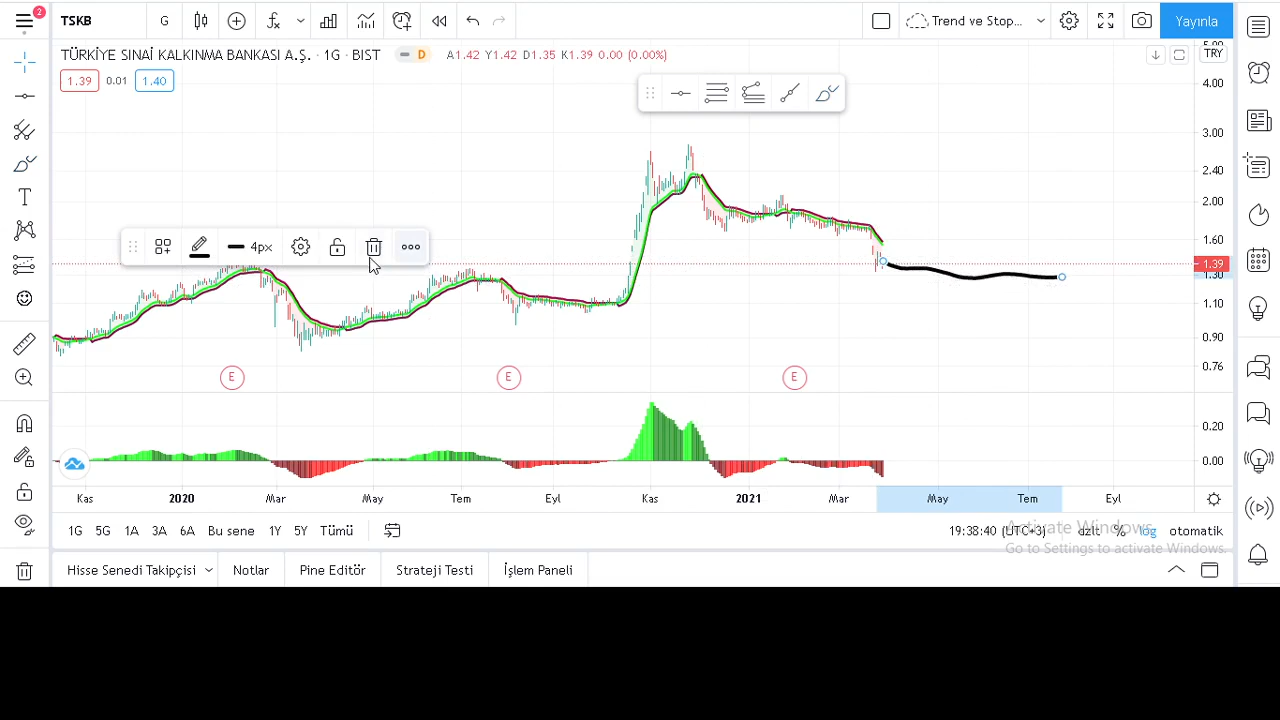 2
TSKB
G
Trend ve Stop...
Yayınla
TÜRKİYE SINAİ KALKINMA BANKASI A.Ş. · 1G · BIST
D
A1.42 Y1.42 D1.35 K1.39 0.00 (0.00%)
1.39
0.01
1.40
TRY
5.00
4.00
3.00
2.40
2.00
1.60
1.39
1.30
1.10
0.90
0.76
4px
E
E
E
0.20
0.00
Kas
2020
Mar
May
Tem
Eyl
Kas
2021
Mar
May
Tem
Eyl
1G
5G
1A
3A
6A
Bu sene
1Y
5Y
Tümü
19:38:40 (UTC+3)
dzlt
%
log
otomatik
Activate Windows
Go to Settings to activate Windows.
Hisse Senedi Takipçisi
Notlar
Pine Editör
Strateji Testi
İşlem Paneli